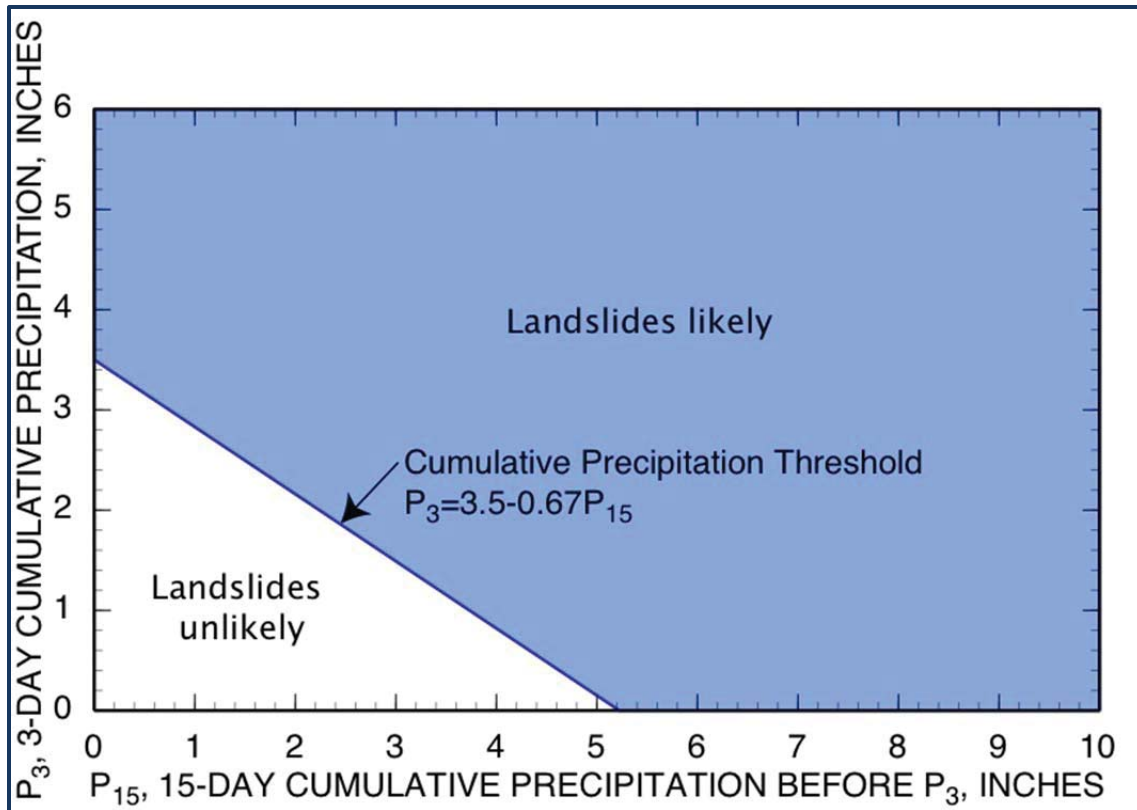 P₃, 3-DAY CUMULATIVE PRECIPITATION, INCHES
6
5
4
3
2
1
0
Landslides likely
Cumulative Precipitation Threshold
P₃=3.5-0.67P₁₅
Landslides
unlikely
0 1 2 3 4 5 6 7 8 9 10
P₁₅, 15-DAY CUMULATIVE PRECIPITATION BEFORE P₃, INCHES